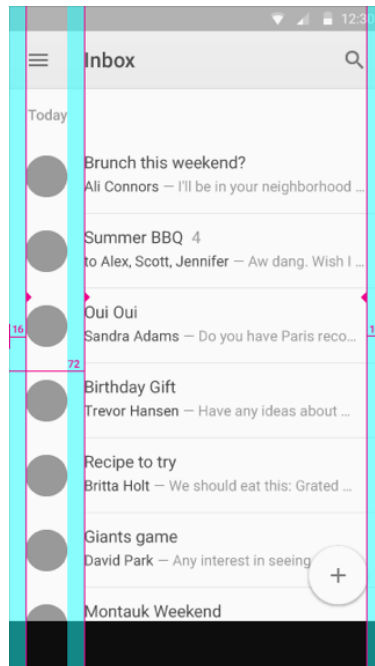 12:30
Inbox
Today
Brunch this weekend?
Ali Connors — I'll be in your neighborhood ...
Summer BBQ 4
to Alex, Scott, Jennifer — Aw dang. Wish I ...
Oui Oui
16
Sandra Adams — Do you have Paris reco...
72
Birthday Gift
Trevor Hansen — Have any ideas about ...
Recipe to try
Britta Holt — We should eat this: Grated ...
Giants game
David Park — Any interest in seeing
+
Montauk Weekend